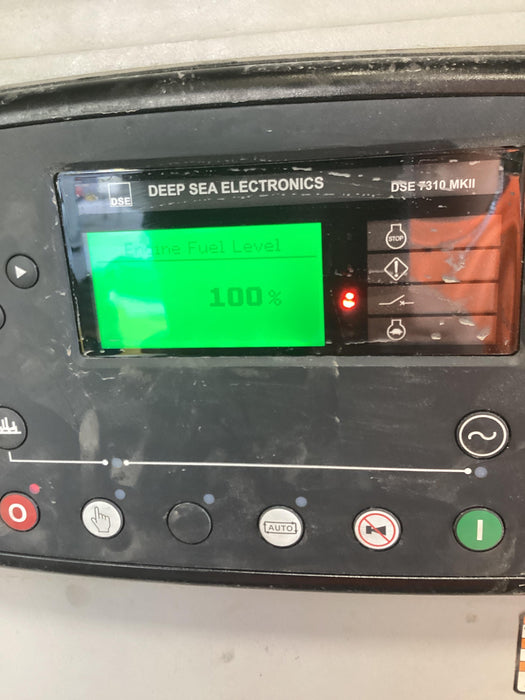 DSE
DEEP SEA ELECTRONICS
DSE 7310 MKII
Engine Fuel Level
100 %
STOP
AUTO